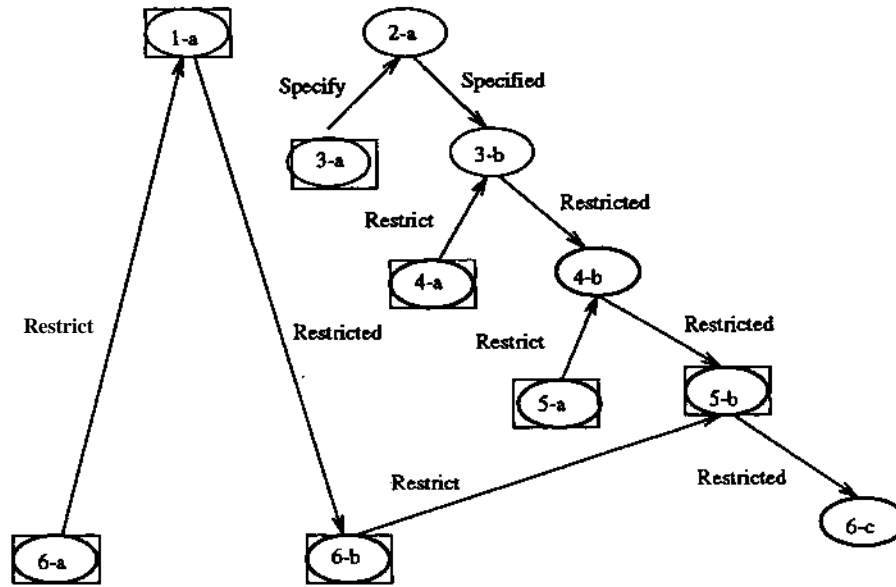 1-a
2-a
Specify
Specified
3-a
3-b
Restrict
Restricted
4-a
4-b
Restrict
Restricted
Restrict
Restricted
5-a
5-b
Restrict
Restricted
6-a
6-b
6-c